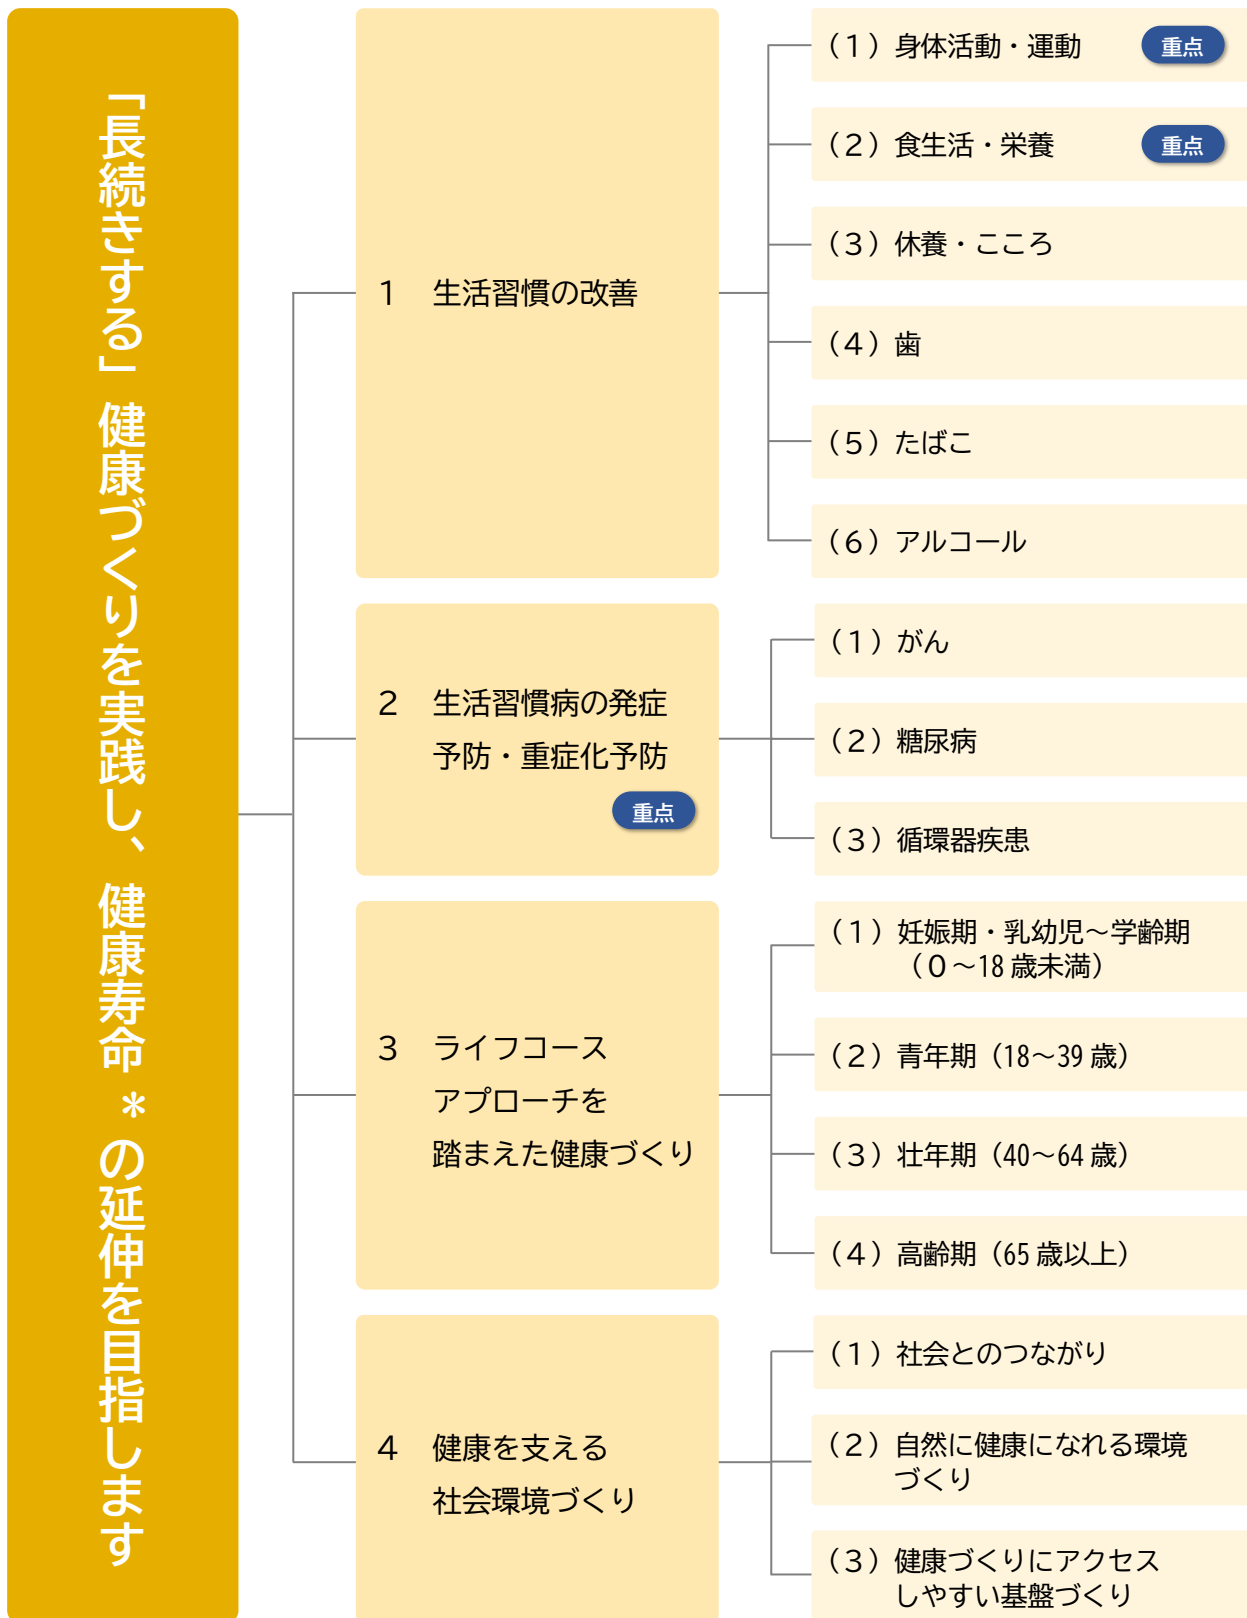 「長続きする」健康づくりを実践し、健康寿命＊の延伸を目指します
１　生活習慣の改善
（１）身体活動・運動　重点
（２）食生活・栄養　重点
（３）休養・こころ
（４）歯
（５）たばこ
（６）アルコール
２　生活習慣病の発症
予防・重症化予防
重点
（１）がん
（２）糖尿病
（３）循環器疾患
３　ライフコース
アプローチを
踏まえた健康づくり
（１）妊娠期・乳幼児～学齢期
（０～18歳未満）
（２）青年期（18～39歳）
（３）壮年期（40～64歳）
（４）高齢期（65歳以上）
４　健康を支える
社会環境づくり
（１）社会とのつながり
（２）自然に健康になれる環境
づくり
（３）健康づくりにアクセス
しやすい基盤づくり